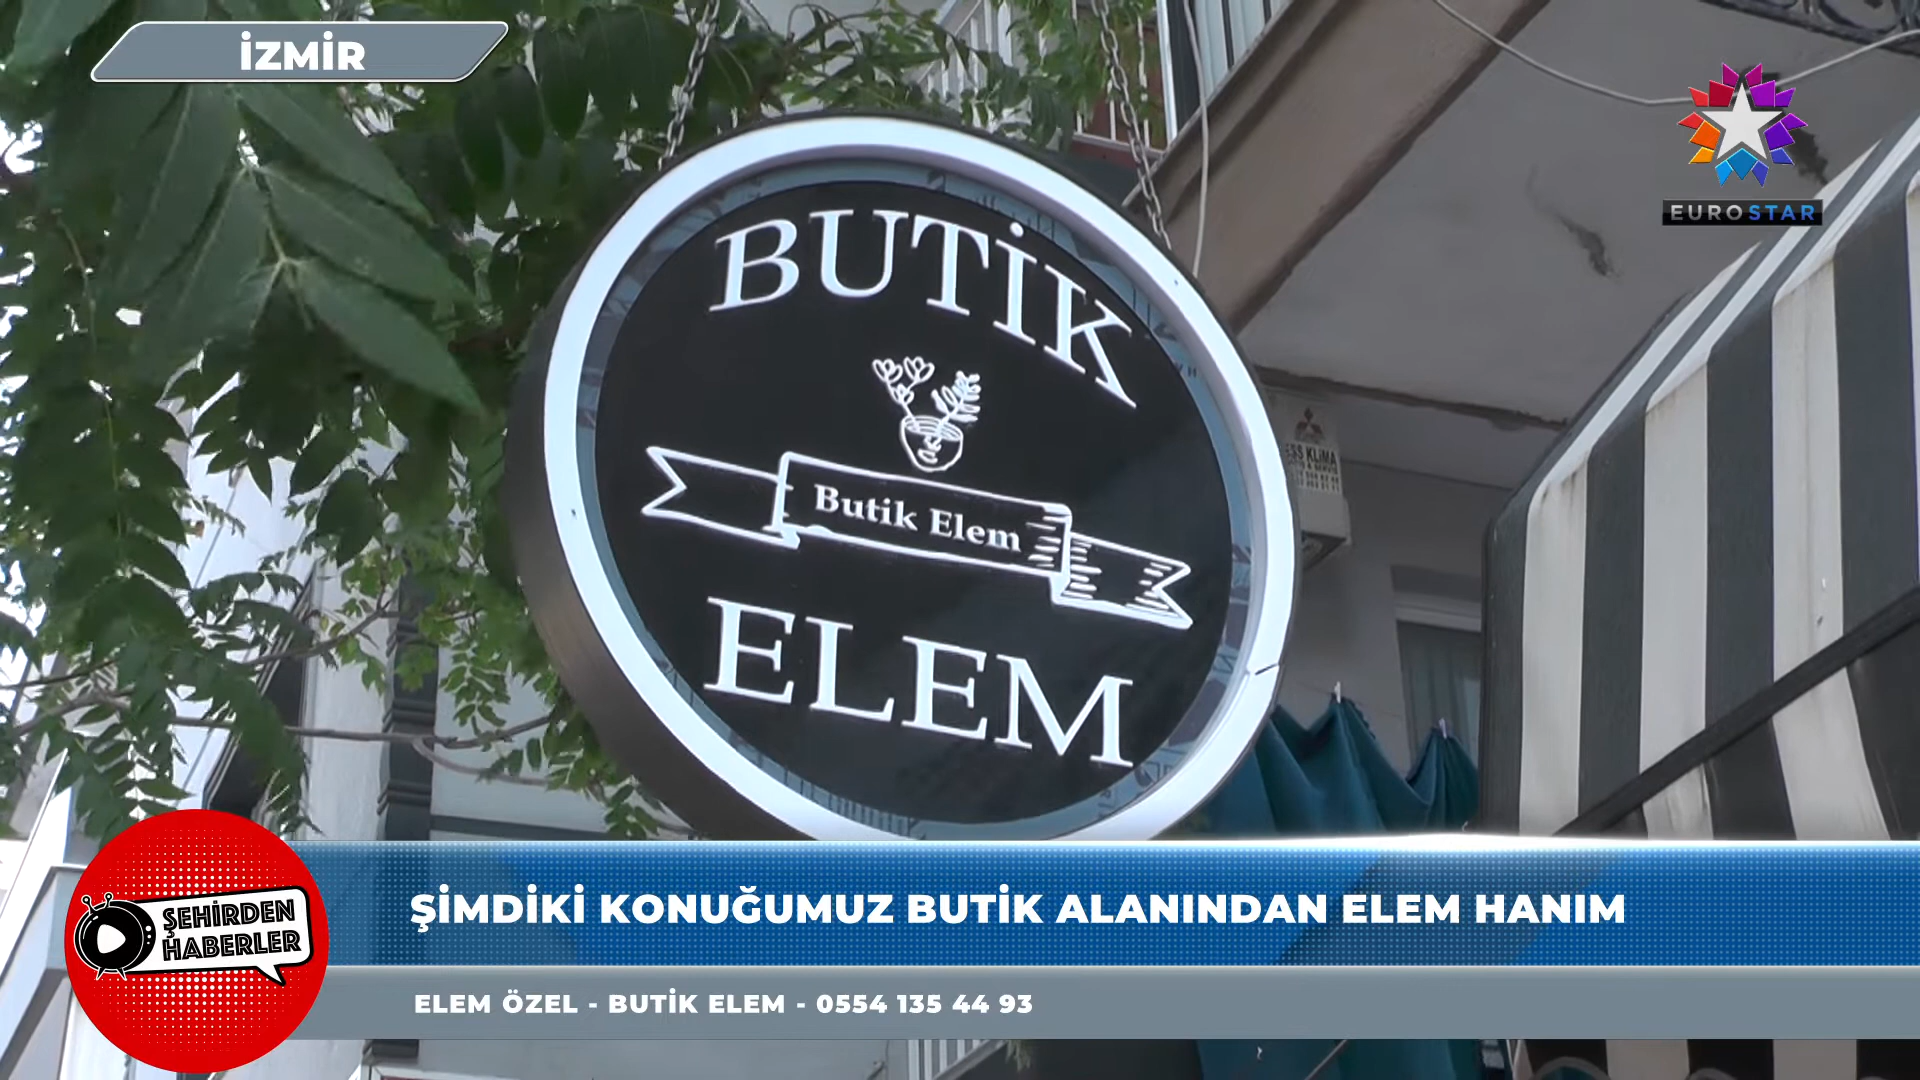 İZMİR
EUROSTAR
BUTİK
Butik Elem
ELEM
ŞEHİRDEN
HABERLER
ŞİMDİKİ KONUĞUMUZ BUTİK ALANINDAN ELEM HANIM
ELEM ÖZEL - BUTİK ELEM - 0554 135 44 93